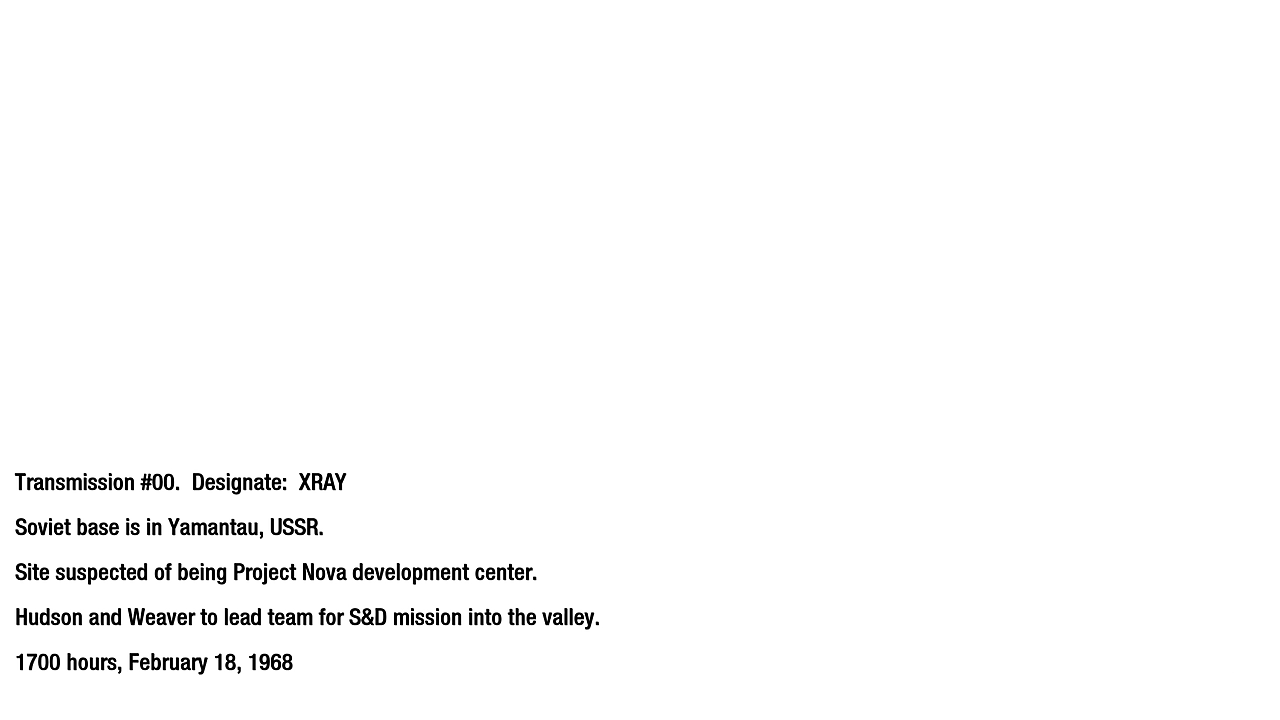 Transmission #00.  Designate:  XRAY
Soviet base is in Yamantau, USSR.
Site suspected of being Project Nova development center.
Hudson and Weaver to lead team for S&D mission into the valley.
1700 hours, February 18, 1968